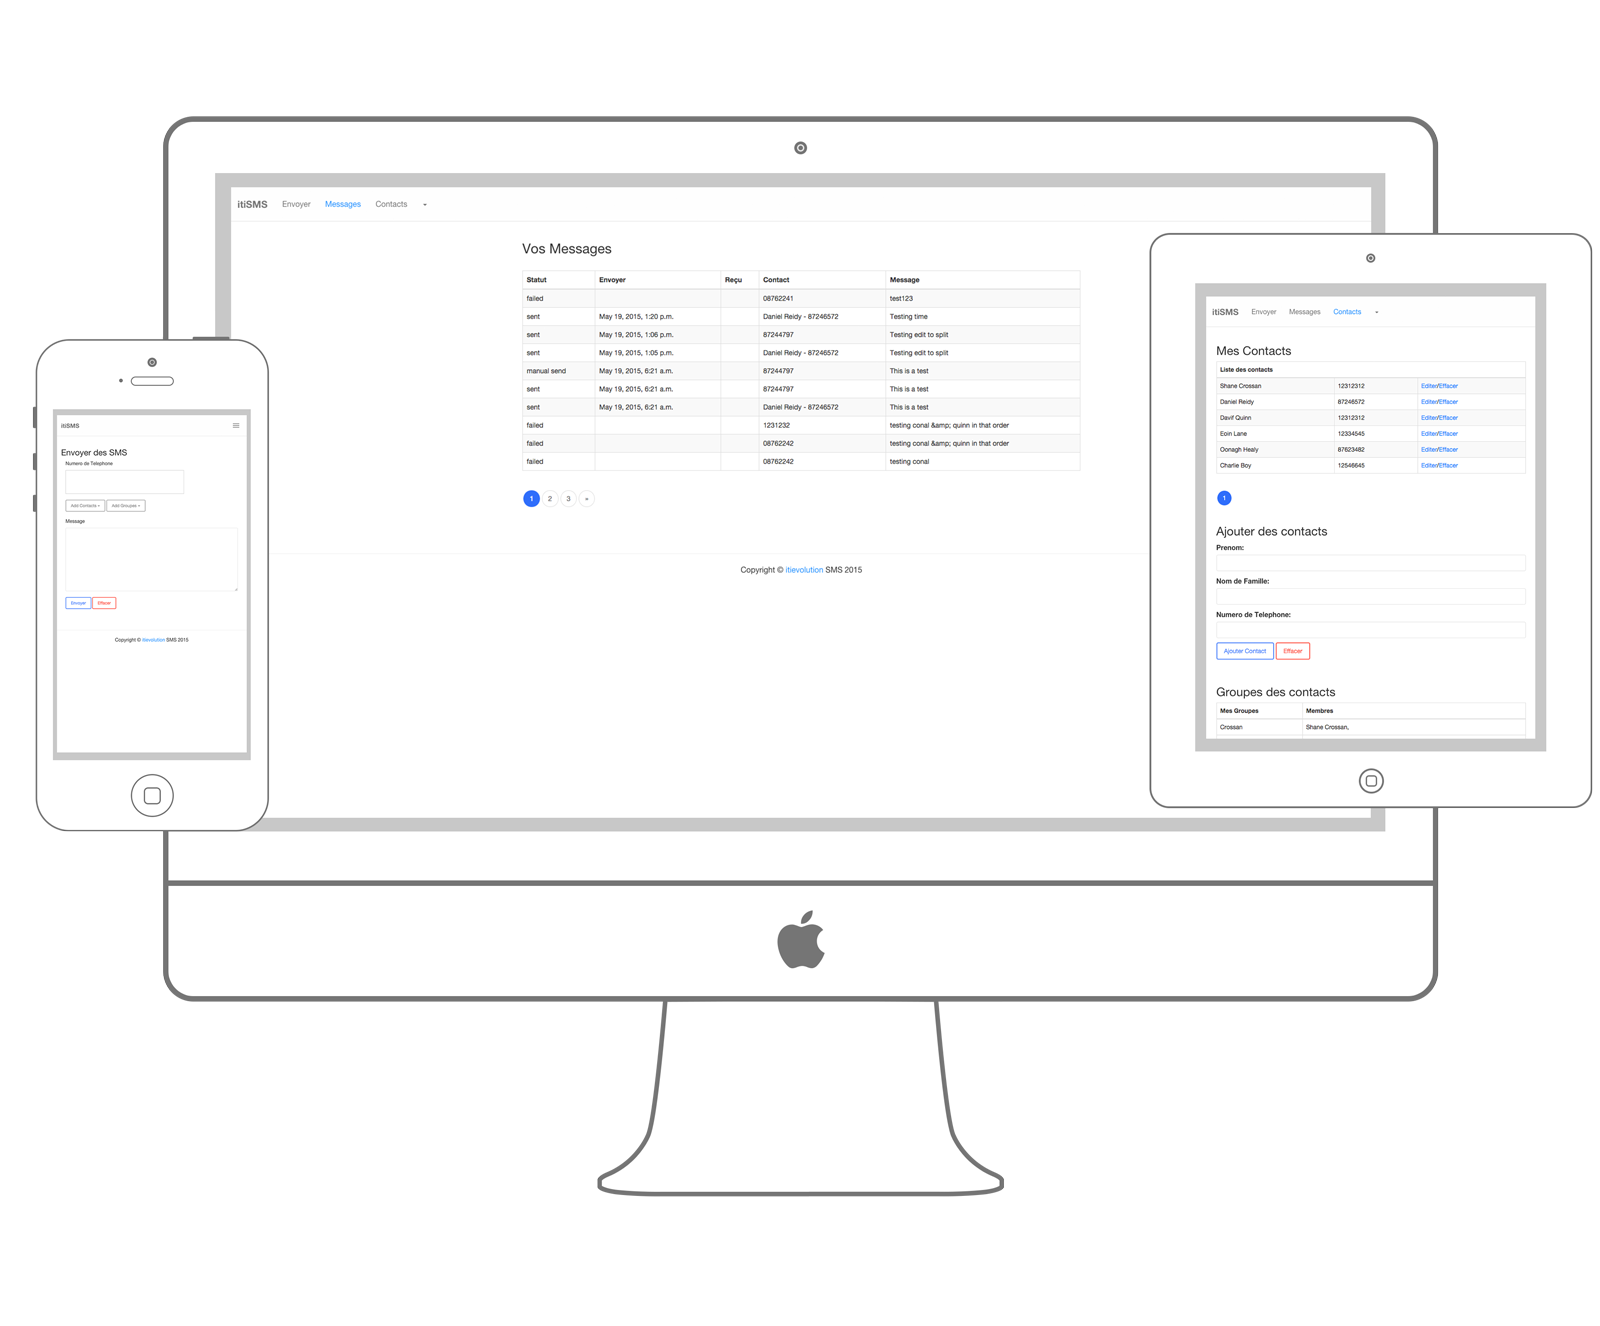 itiSMS Envoyer Messages Contacts
Vos Messages
Statut Envoyer Reçu Contact Message
failed 08762241 test123
sent May 19, 2015, 1:20 p.m. Daniel Reidy - 87246572 Testing time
sent May 19, 2015, 1:06 p.m. 87244797 Testing edit to split
sent May 19, 2015, 1:05 p.m. Daniel Reidy - 87246572 Testing edit to split
manual send May 19, 2015, 6:21 a.m. 87244797 This is a test
sent May 19, 2015, 6:21 a.m. 87244797 This is a test
sent May 19, 2015, 6:21 a.m. Daniel Reidy - 87246572 This is a test
failed 1231232 testing conal &amp; quinn in that order
failed 08762242 testing conal &amp; quinn in that order
failed 08762242 testing conal
1 2 3 »
Copyright © itievolution SMS 2015
itiSMS
Envoyer des SMS
Numero de Telephone
Add Contacts + Add Groupes +
Message
Envoyer Effacer
Copyright © itievolution SMS 2015
itiSMS Envoyer Messages Contacts
Mes Contacts
Liste des contacts
Shane Crossan 12312312 Editer/Effacer
Daniel Reidy 87246572 Editer/Effacer
Davif Quinn 12312312 Editer/Effacer
Eoin Lane 12334545 Editer/Effacer
Oonagh Healy 87623482 Editer/Effacer
Charlie Boy 12546645 Editer/Effacer
1
Ajouter des contacts
Prenom:
Nom de Famille:
Numero de Telephone:
Ajouter Contact Effacer
Groupes des contacts
Mes Groupes Membres
Crossan Shane Crossan,